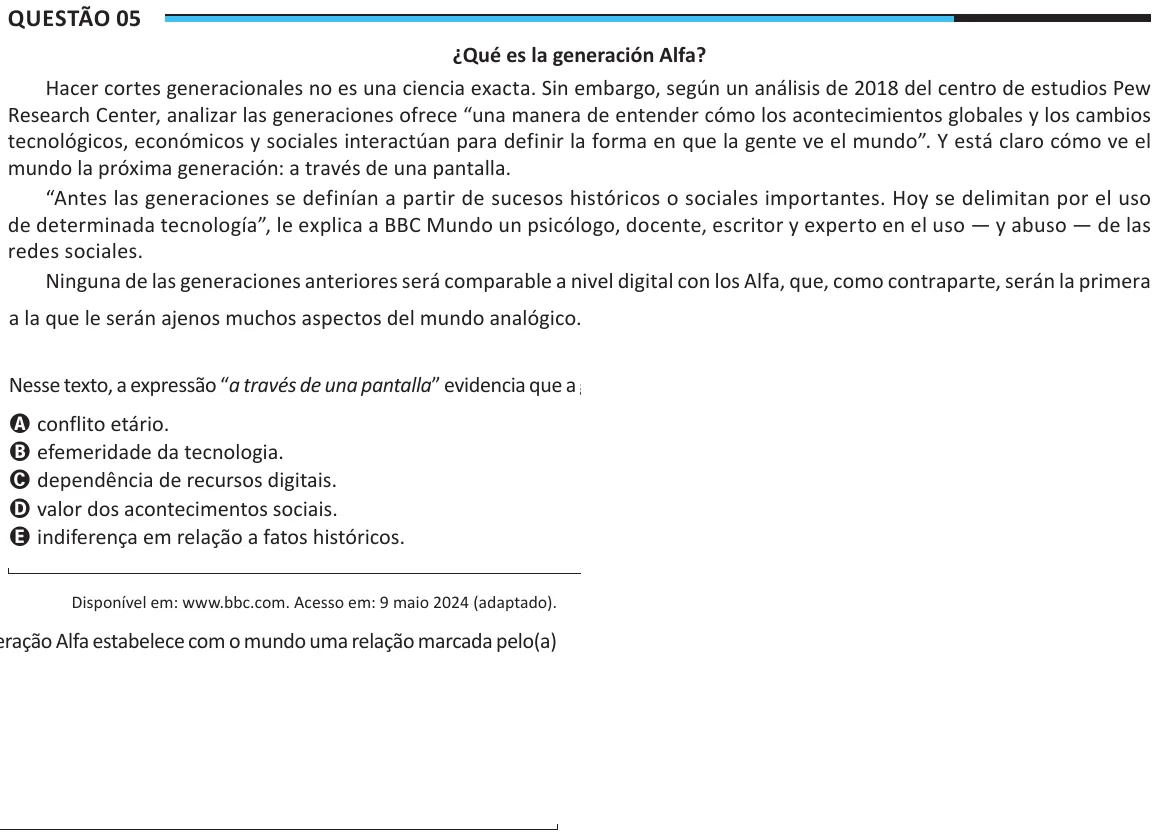 QUESTÃO 05
¿Qué es la generación Alfa?
Hacer cortes generacionales no es una ciencia exacta. Sin embargo, según un análisis de 2018 del centro de estudios Pew
Research Center, analizar las generaciones ofrece “una manera de entender cómo los acontecimientos globales y los cambios
tecnológicos, económicos y sociales interactúan para definir la forma en que la gente ve el mundo”. Y está claro cómo ve el
mundo la próxima generación: a través de una pantalla.
“Antes las generaciones se definían a partir de sucesos históricos o sociales importantes. Hoy se delimitan por el uso
de determinada tecnología”, le explica a BBC Mundo un psicólogo, docente, escritor y experto en el uso — y abuso — de las
redes sociales.
Ninguna de las generaciones anteriores será comparable a nivel digital con los Alfa, que, como contraparte, serán la primera
a la que le serán ajenos muchos aspectos del mundo analógico.
Nesse texto, a expressão “a través de una pantalla” evidencia que a
A conflito etário.
B efemeridade da tecnologia.
C dependência de recursos digitais.
D valor dos acontecimentos sociais.
E indiferença em relação a fatos históricos.
Disponível em: www.bbc.com. Acesso em: 9 maio 2024 (adaptado).
eração Alfa estabelece com o mundo uma relação marcada pelo(a)